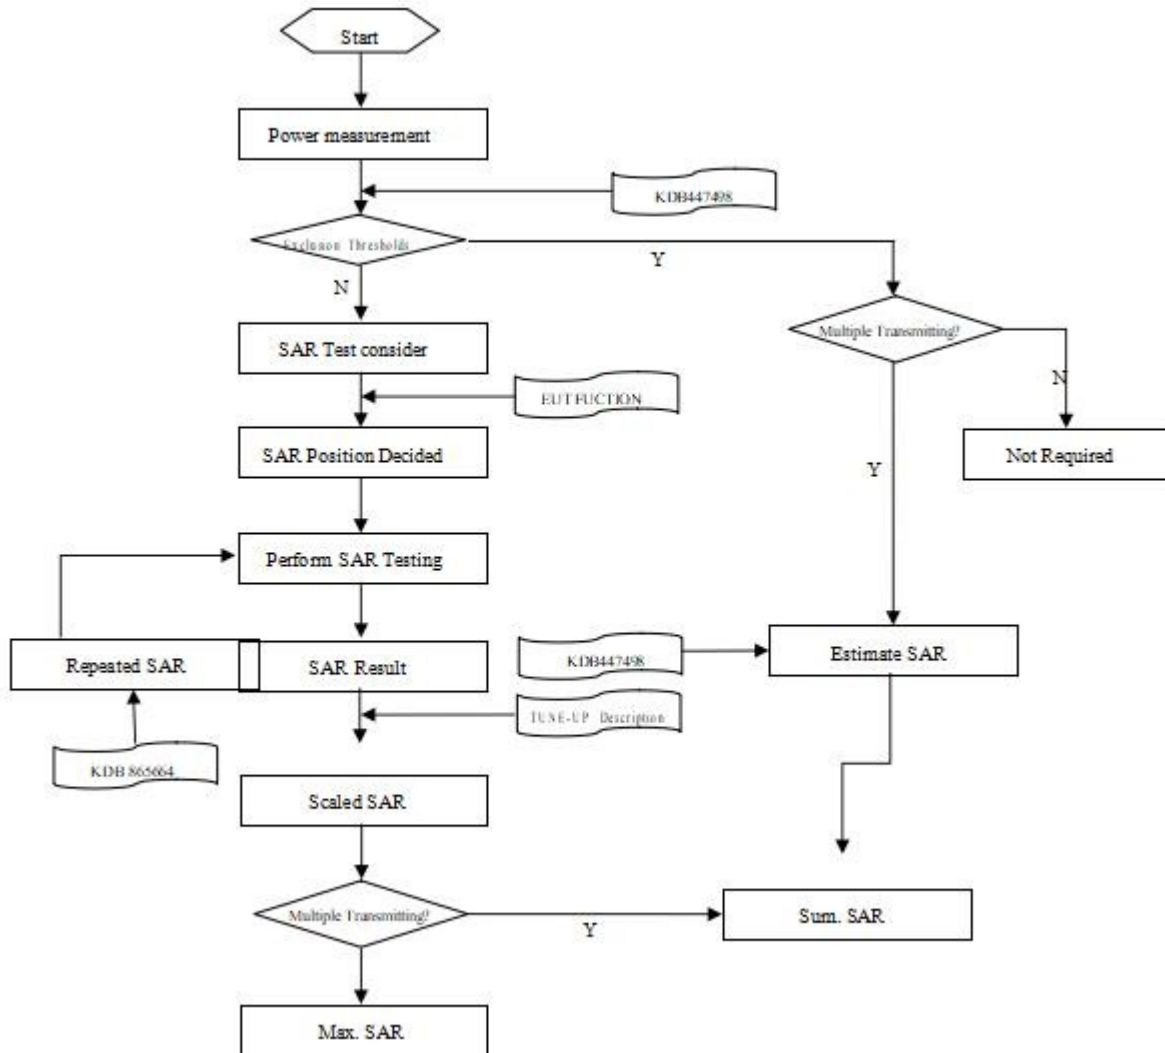 Start
Power measurement
KDB447498
Exclusion Thresholds
Y
N
Multiple Transmitting?
SAR Test consider
N
EUT FUCTION
SAR Position Decided
Not Required
Y
Perform SAR Testing
Repeated SAR
SAR Result
KDB447498
Estimate SAR
TUNE-UP Description
KDB 865664
Scaled SAR
Multiple Transmitting?
Y
Sum. SAR
Max. SAR